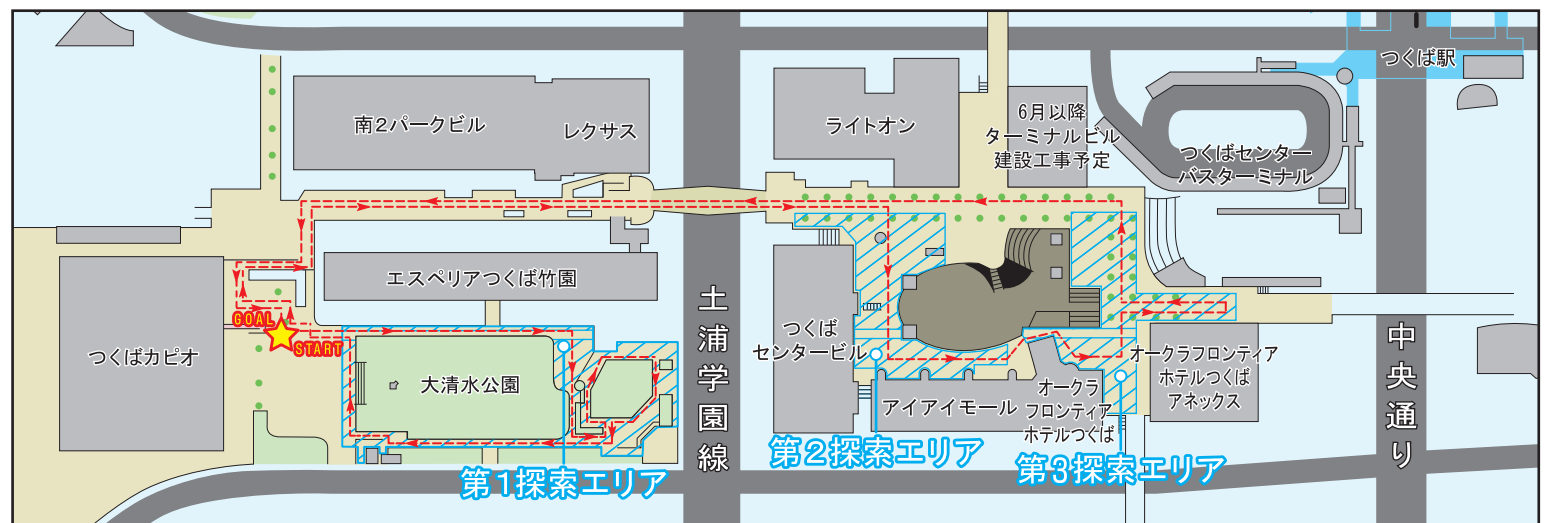 つくば駅
南2パークビル
レクサス
ライトオン
6月以降
ターミナルビル
建設工事予定
つくばセンター
バスターミナル
エスペリアつくば竹園
土浦学園線
GOAL
START
つくばカピオ
大清水公園
つくば
センタービル
アイアイモール
オークラ
フロンティア
ホテルつくば
オークラフロンティア
ホテルつくば
アネックス
中央通り
第1探索エリア
第2探索エリア
第3探索エリア